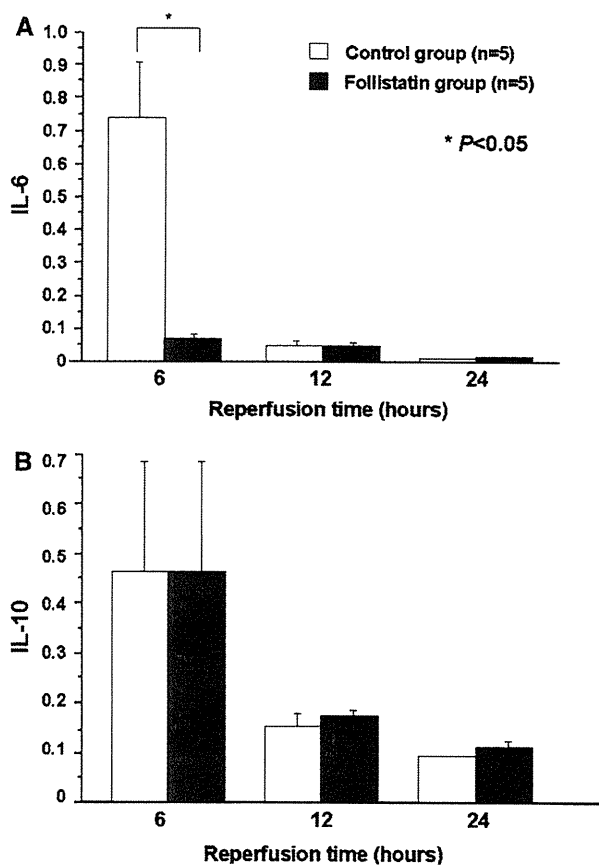 A
*
1.0
0.9
0.8
0.7
0.6
0.5
0.4
0.3
0.2
0.1
0
IL-6
Control group (n=5)
Follistatin group (n=5)
* P<0.05
6 12 24
Reperfusion time (hours)
B
0.7
0.6
0.5
0.4
0.3
0.2
0.1
0
IL-10
6 12 24
Reperfusion time (hours)